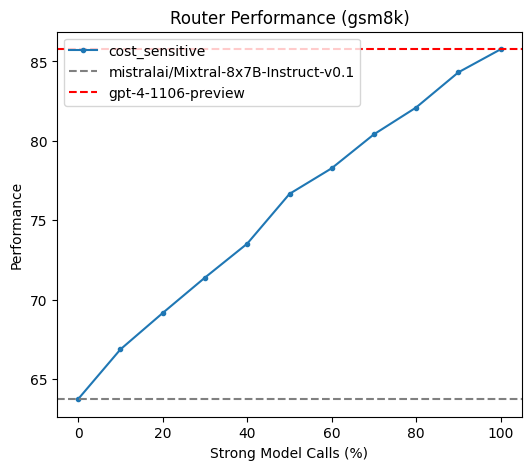 Router Performance (gsm8k)
cost_sensitive
mistralai/Mixtral-8x7B-Instruct-v0.1
gpt-4-1106-preview
85
80
75
70
65
Performance
0 20 40 60 80 100
Strong Model Calls (%)